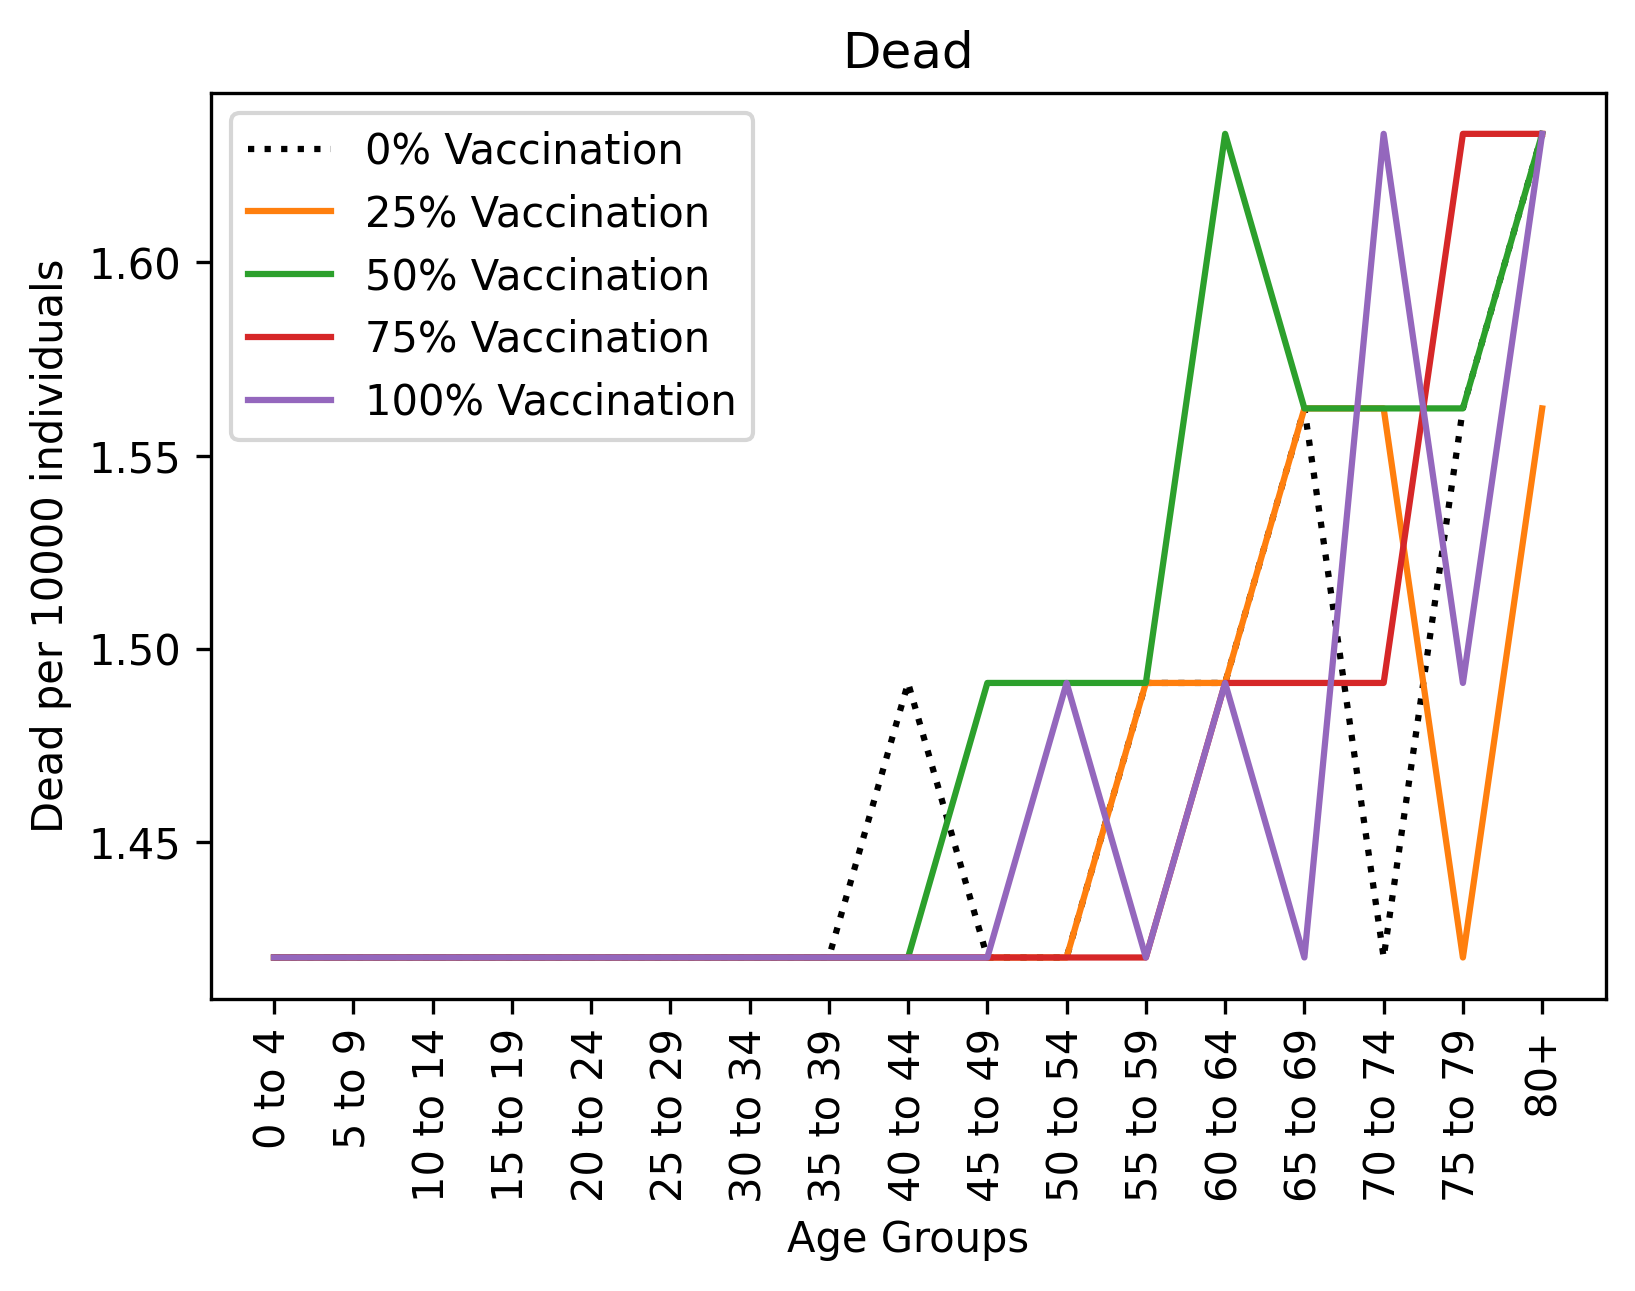 Dead
0% Vaccination
25% Vaccination
50% Vaccination
75% Vaccination
100% Vaccination
Dead per 10000 individuals
1.60
1.55
1.50
1.45
0 to 4
5 to 9
10 to 14
15 to 19
20 to 24
25 to 29
30 to 34
35 to 39
40 to 44
45 to 49
50 to 54
55 to 59
60 to 64
65 to 69
70 to 74
75 to 79
80+
Age Groups